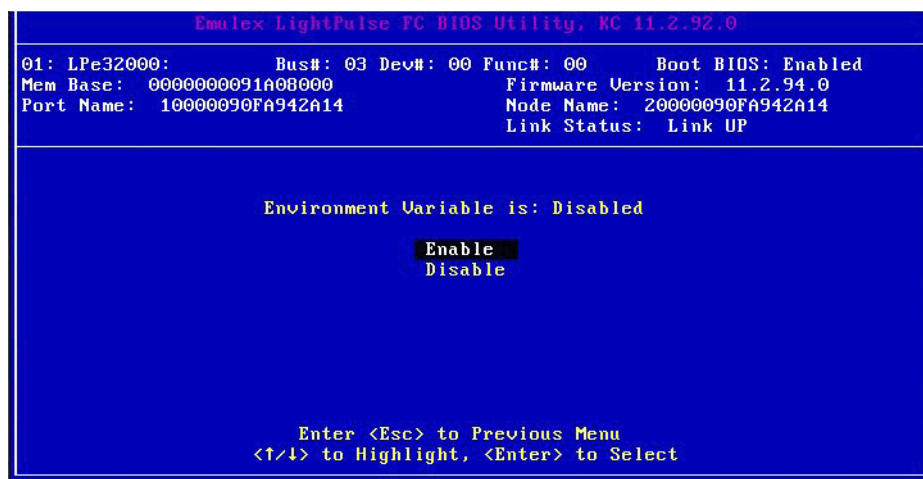 Emulex LightPulse FC BIOS Utility, KC 11.2.92.0
01: LPe32000: Bus#: 03 Dev#: 00 Func#: 00 Boot BIOS: Enabled
Mem Base: 0000000091A08000 Firmware Version: 11.2.94.0
Port Name: 10000090FA942A14 Node Name: 20000090FA942A14
Link Status: Link UP
Environment Variable is: Disabled
Enable
Disable
Enter <Esc> to Previous Menu
<↑/↓> to Highlight, <Enter> to Select